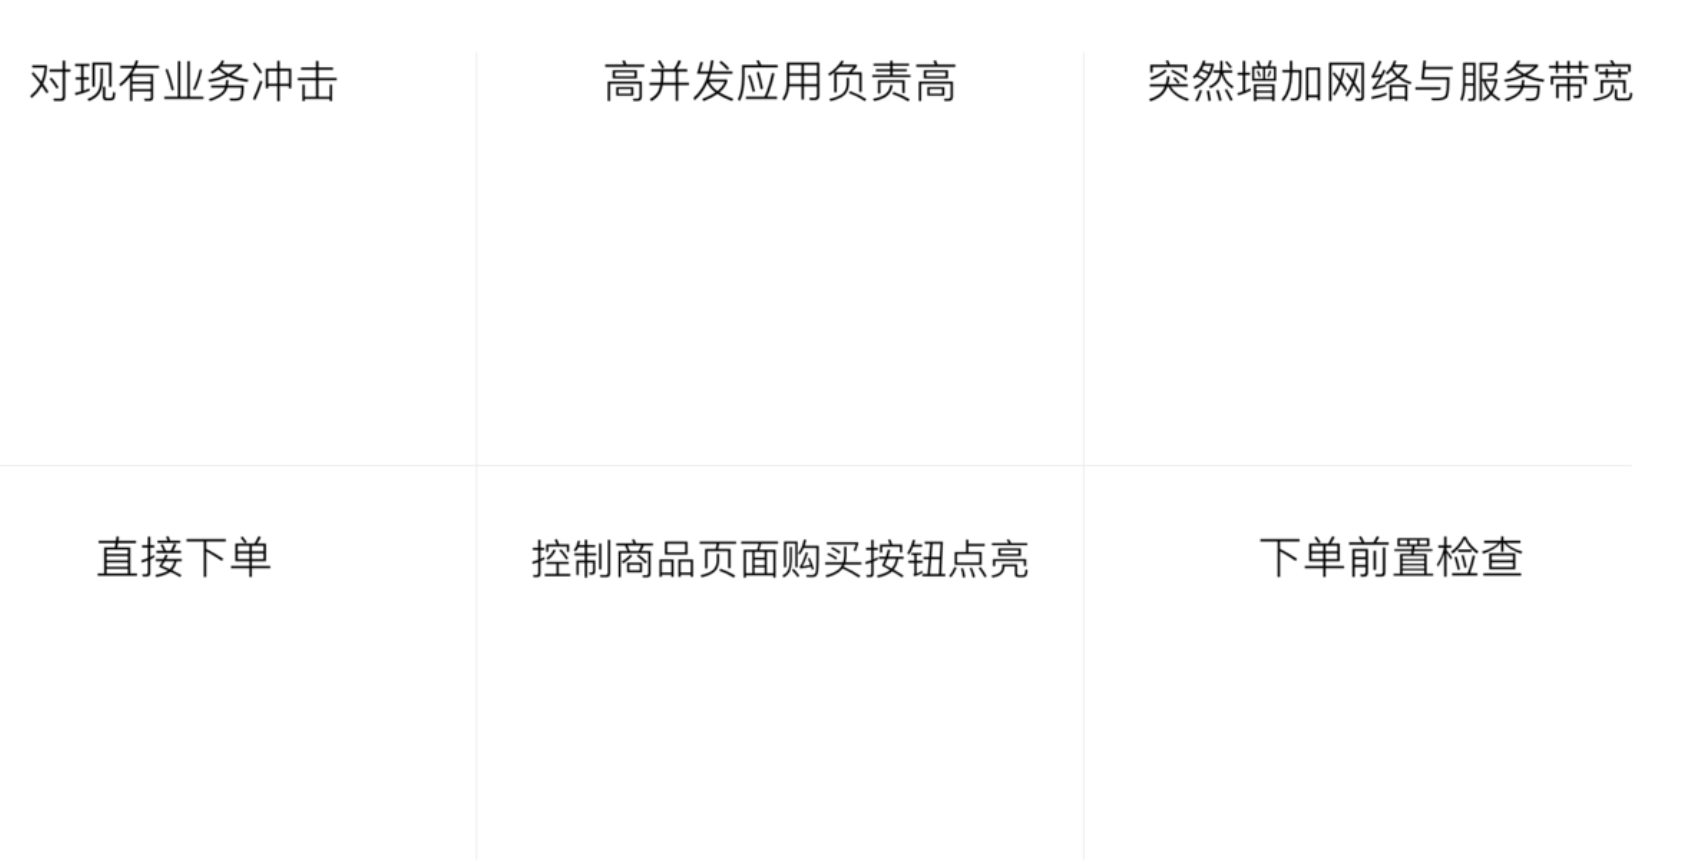 对现有业务冲击
高并发应用负责高
突然增加网络与服务带宽
直接下单
控制商品页面购买按钮点亮
下单前置检查